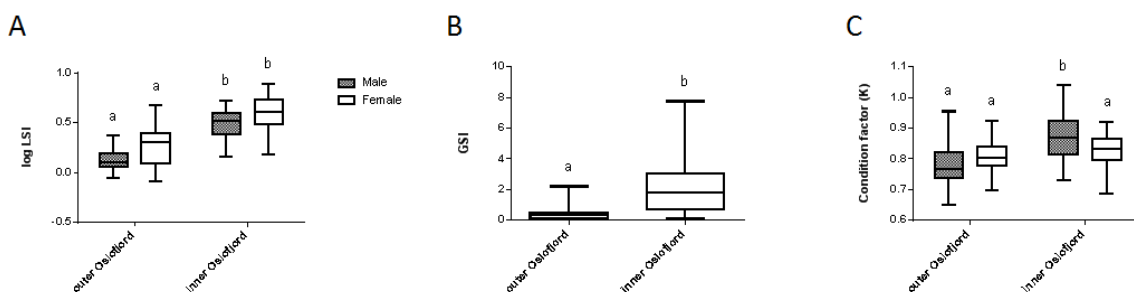 A
1.0
0.5
0.0
-0.5
log LSI
a
a
b
b
outer Oslofjord
inner Oslofjord
Male
Female
B
10
8
6
4
2
0
GSI
a
b
outer Oslofjord
inner Oslofjord
C
1.1
1.0
0.9
0.8
0.7
0.6
Condition factor (K)
a
a
b
a
outer Oslofjord
inner Oslofjord